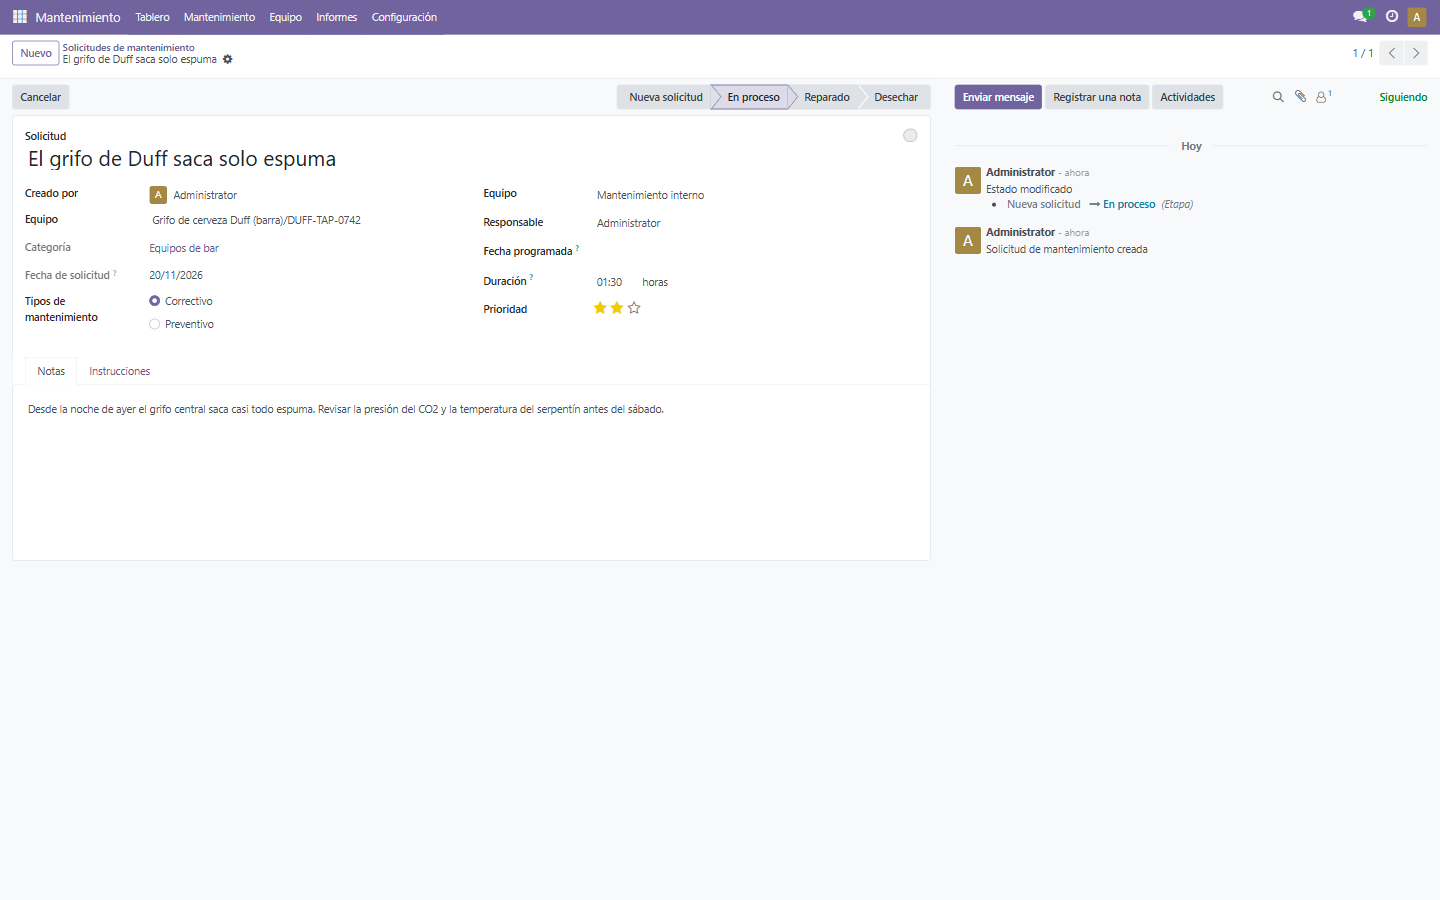 Mantenimiento Tablero Mantenimiento Equipo Informes Configuración 1 A
Nuevo
Solicitudes de mantenimiento
El grifo de Duff saca solo espuma
1 / 1
Cancelar
Nueva solicitud En proceso Reparado Desechar
Enviar mensaje Registrar una nota Actividades 1 Siguiendo
Solicitud
El grifo de Duff saca solo espuma
Creado por A Administrator
Equipo Grifo de cerveza Duff (barra)/DUFF-TAP-0742
Categoría Equipos de bar
Fecha de solicitud ? 20/11/2026
Tipos de mantenimiento
Correctivo
Preventivo
Equipo Mantenimiento interno
Responsable Administrator
Fecha programada ?
Duración ? 01:30 horas
Prioridad
Notas Instrucciones
Desde la noche de ayer el grifo central saca casi todo espuma. Revisar la presión del CO2 y la temperatura del serpentín antes del sábado.
Hoy
A Administrator - ahora
Estado modificado
Nueva solicitud → En proceso (Etapa)
A Administrator - ahora
Solicitud de mantenimiento creada